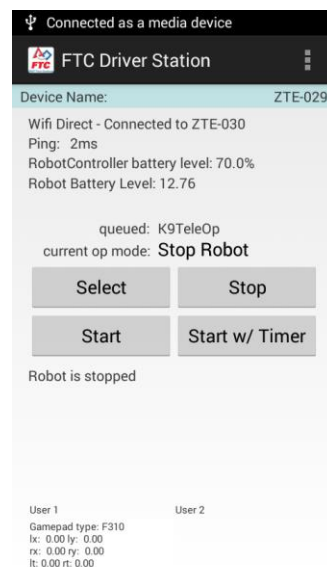 Connected as a media device
FTC FTC Driver Station
Device Name: ZTE-029
Wifi Direct - Connected to ZTE-030
Ping: 2ms
RobotController battery level: 70.0%
Robot Battery Level: 12.76
queued: K9TeleOp
current op mode: Stop Robot
Select Stop
Start Start w/ Timer
Robot is stopped
User 1 User 2
Gamepad type: F310
lx: 0.00 ly: 0.00
rx: 0.00 ry: 0.00
lt: 0.00 rt: 0.00